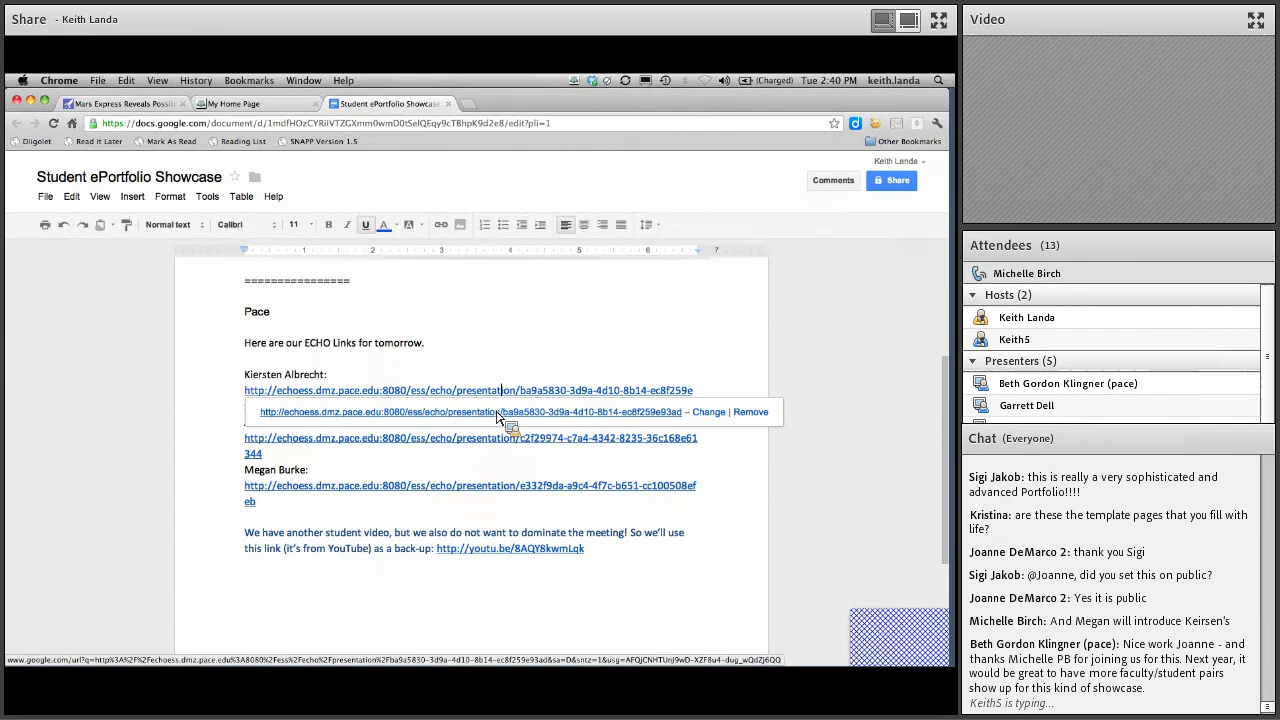 Share - Keith Landa
Video
Chrome File Edit View History Bookmarks Window Help (Charged) Tue 2:40 PM keith.landa
Mars Express Reveals Possib
My Home Page
Student ePortfolio Showcase
https://docs.google.com/document/d/
Diigolet Read It Later Mark As Read Reading List SNAPP Version 1.5 Other Bookmarks
Keith Landa
Student ePortfolio Showcase
Comments Share
File Edit View Insert Format Tools Table Help
Normal text Calibri 11 B I U A A
1 2 3 4 5 6 7
================
Pace
Here are our ECHO Links for tomorrow.
Kiersten Albrecht:
http://echoess.dmz.pace.edu:8080/ess/echo/presentation/ba9a5830-3d9a-4d10-8b14-ec8f259e
http://echoess.dmz.pace.edu:8080/ess/echo/presentation/ba9a5830-3d9a-4d10-8b14-ec8f259e93ad – Change | Remove
http://echoess.dmz.pace.edu:8080/ess/echo/presentation/c2f29974-c7a4-4342-8235-36c168e61
344
Megan Burke:
http://echoess.dmz.pace.edu:8080/ess/echo/presentation/e332f9da-a9c4-4f7c-b651-cc100508ef
eb
We have another student video, but we also do not want to dominate the meeting! So we'll use
this link (it's from YouTube) as a back-up: http://youtu.be/8AQY8kwmLqk
Attendees (13)
Michelle Birch
Hosts (2)
Keith Landa
Keith5
Presenters (5)
Beth Gordon Klingner (pace)
Garrett Dell
Chat (Everyone)
Sigi Jakob: this is really a very sophisticated and
advanced Portfolio!!!!
Kristina: are these the template pages that you fill with
life?
Joanne DeMarco 2: thank you Sigi
Sigi Jakob: @Joanne, did you set this on public?
Joanne DeMarco 2: Yes it is public
Michelle Birch: And Megan will introduce Keirsen's
Beth Gordon Klingner (pace): Nice work Joanne - and
thanks Michelle PB for joining us for this. Next year, it
would be great to have more faculty/student pairs
show up for this kind of showcase.
Keith5 is typing...